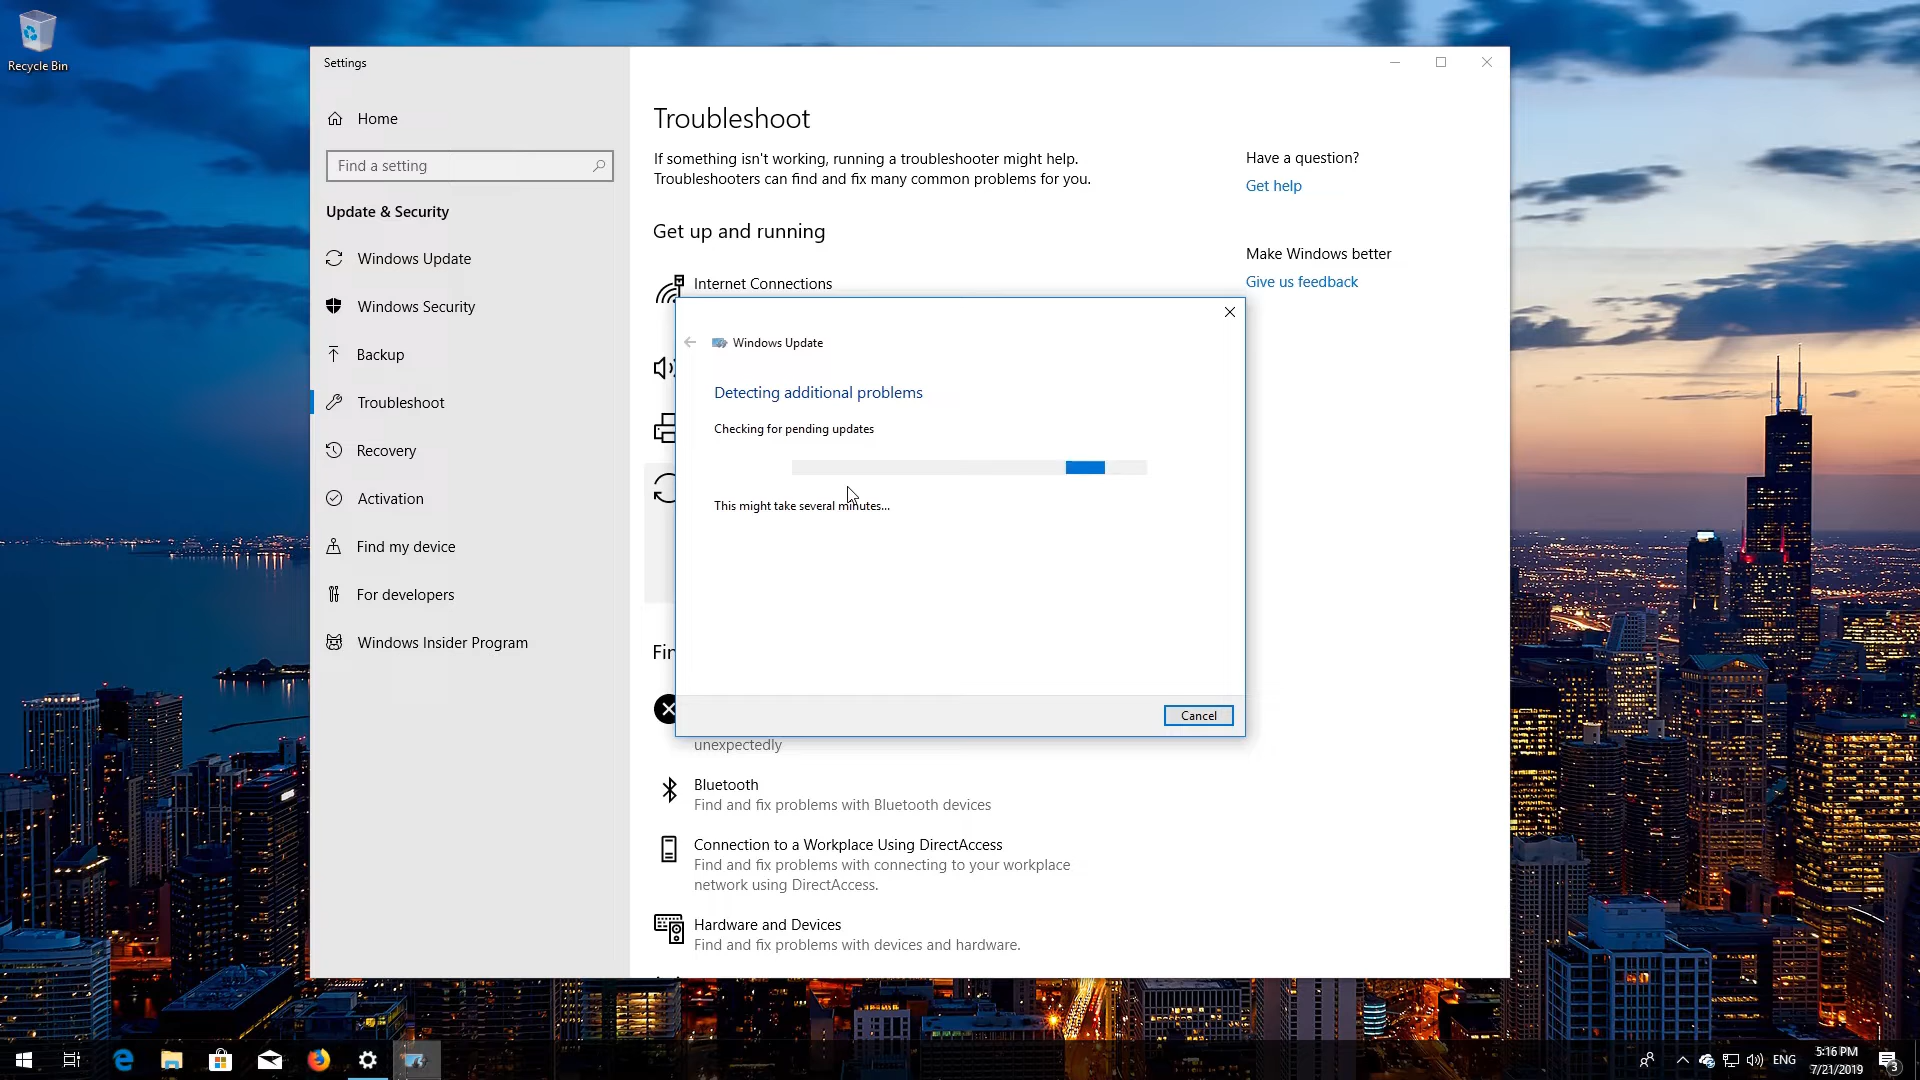 Recycle Bin
Settings
Home
Find a setting
Update & Security
Windows Update
Windows Security
Backup
Troubleshoot
Recovery
Activation
Find my device
For developers
Windows Insider Program
Troubleshoot
If something isn't working, running a troubleshooter might help.
Troubleshooters can find and fix many common problems for you.
Get up and running
Internet Connections
Windows Update
Detecting additional problems
Checking for pending updates
This might take several minutes...
Cancel
unexpectedly
Bluetooth
Find and fix problems with Bluetooth devices
Connection to a Workplace Using DirectAccess
Find and fix problems with connecting to your workplace
network using DirectAccess.
Hardware and Devices
Find and fix problems with devices and hardware.
Have a question?
Get help
Make Windows better
Give us feedback
ENG
5:16 PM
7/21/2019
3